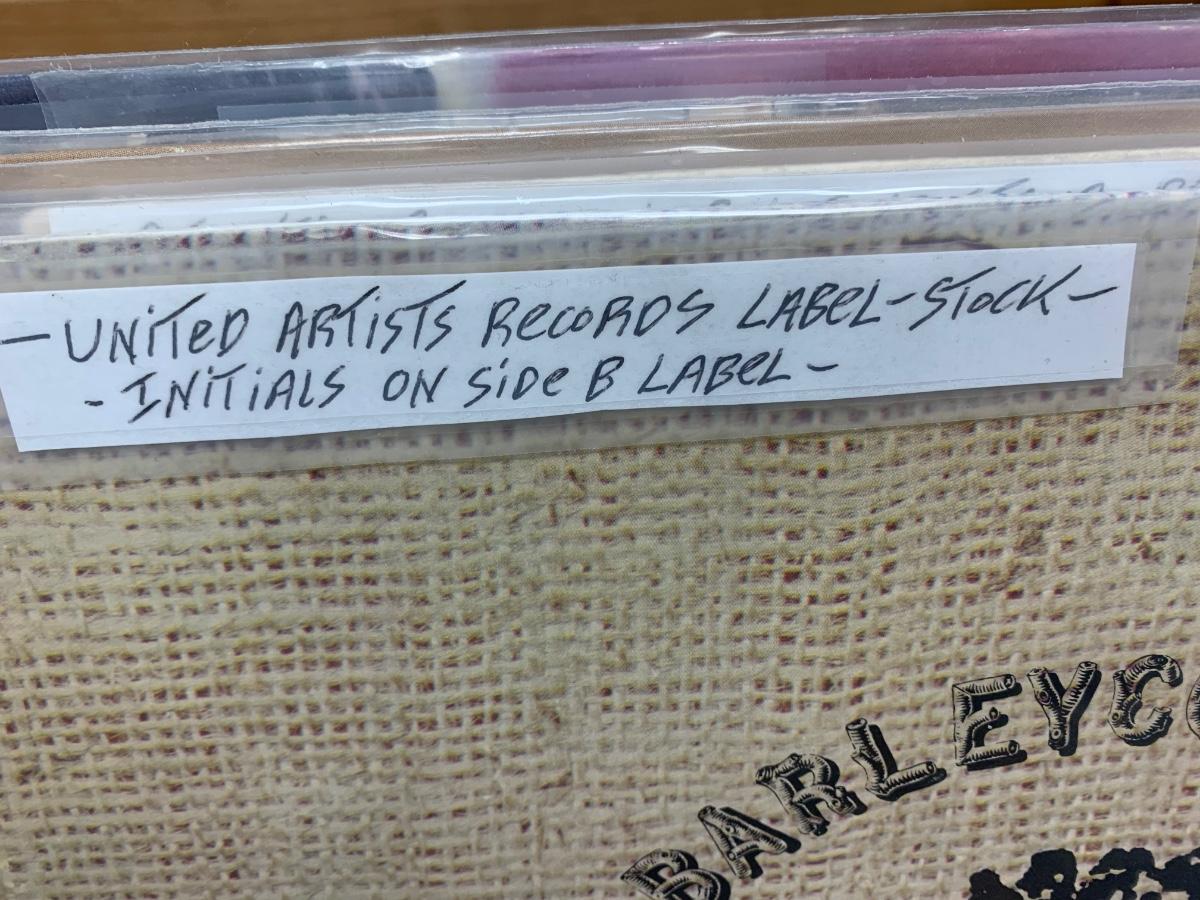 — UNITED ARTISTS RECORDS LABEL - STOCK —
- INITIALS ON SIDE B LABEL -
BARLEYC